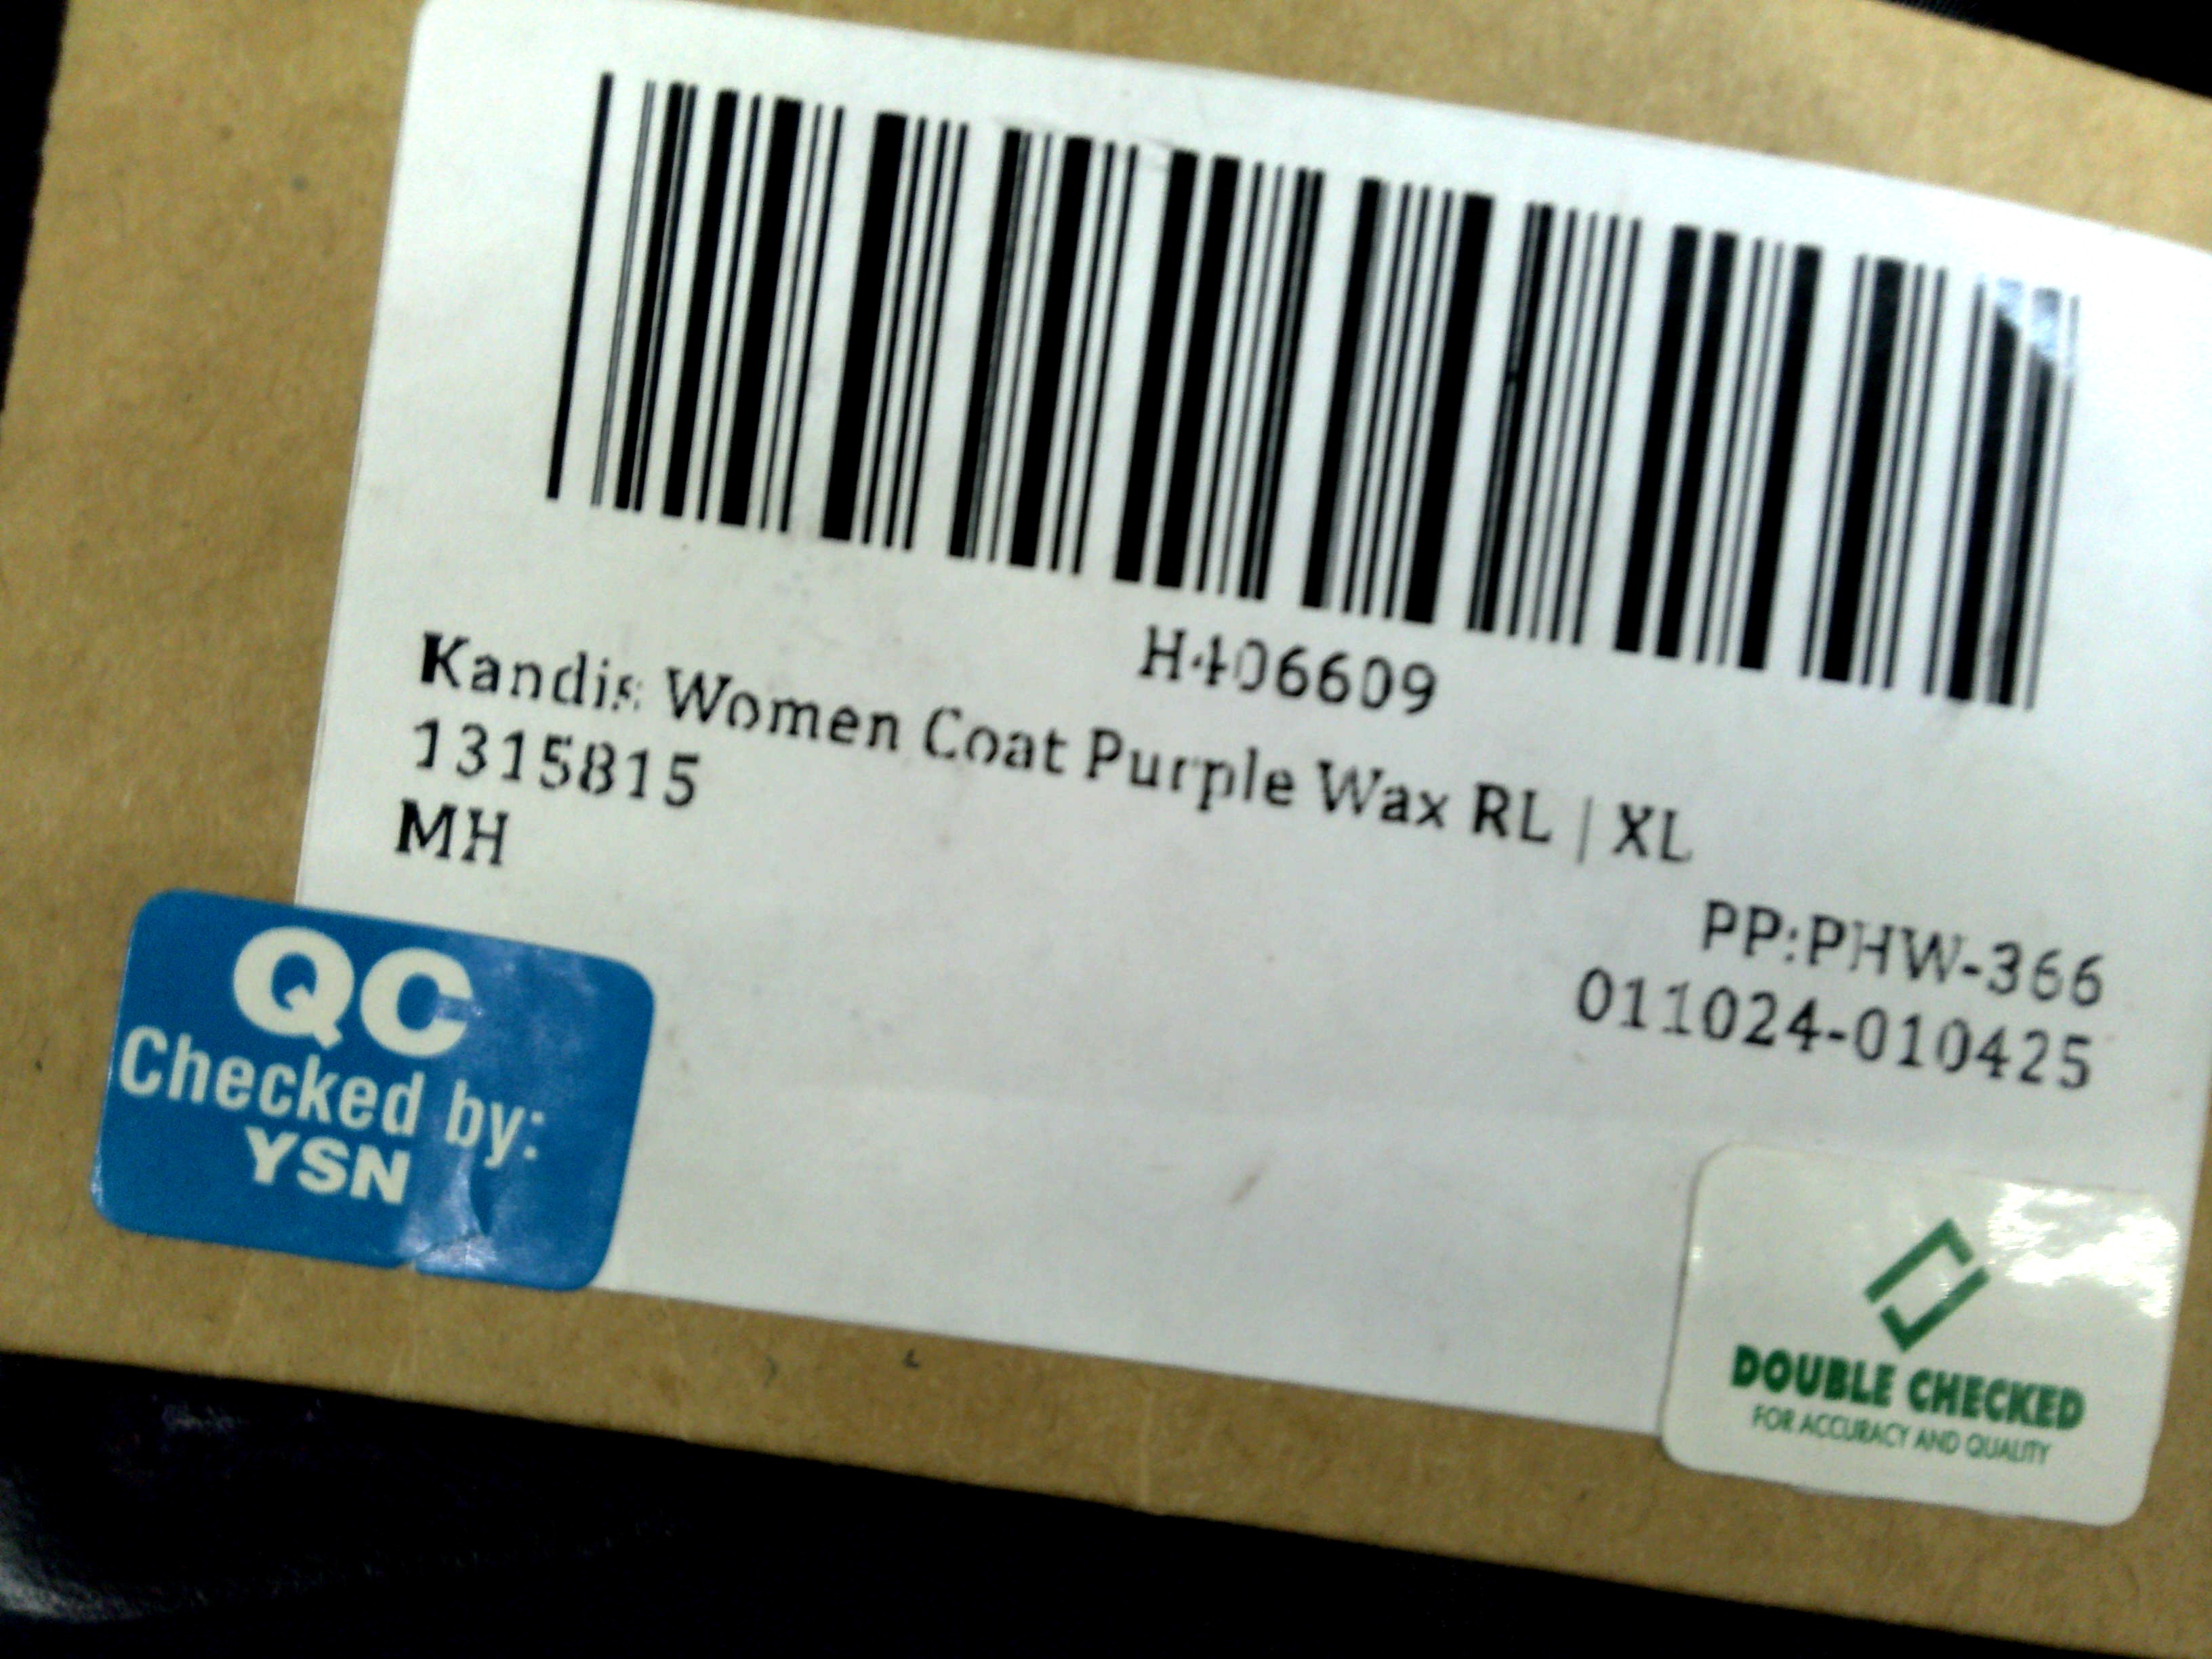 H406609
Kandis Women Coat Purple Wax RL | XL
1315815
MH
PP:PHW-366
011024-010425
QC
Checked by:
YSN
DOUBLE CHECKED
FOR ACCURACY AND QUALITY